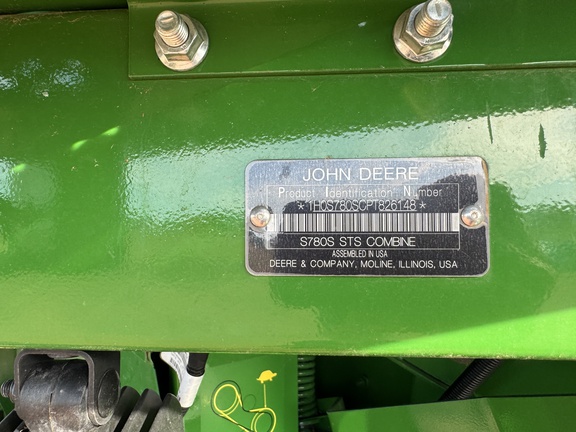 JOHN DEERE
Product Identification Number
*1H0S780SCPT826148*
S780S STS COMBINE
ASSEMBLED IN USA
DEERE & COMPANY, MOLINE, ILLINOIS, USA